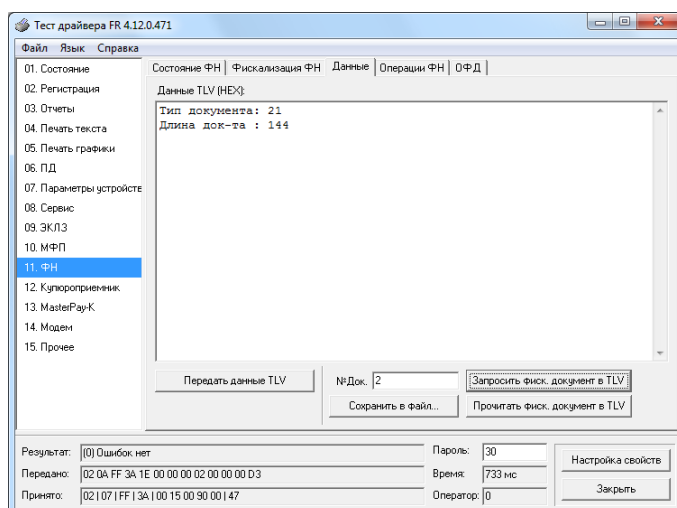 Тест драйвера FR 4.12.0.471
Файл Язык Справка
01. Состояние
02. Регистрация
03. Отчеты
04. Печать текста
05. Печать графики
06. ПД
07. Параметры устройств
08. Сервис
09. ЭКЛЗ
10. МФП
11. ФН
12. Купюроприемник
13. MasterPay-K
14. Модем
15. Прочее
Состояние ФН Фискализация ФН Данные Операции ФН ОФД
Данные TLV (HEX):
Тип документа: 21
Длина док-та : 144
Передать данные TLV №Док. 2 Запросить фиск. документ в TLV
Сохранить в файл... Прочитать фиск. документ в TLV
Результат: (0) Ошибок нет Пароль: 30 Настройка свойств
Передано: 02 0A FF 3A 1E 00 00 00 02 00 00 00 D3 Время: 733 мс
Принято: 02 | 07 | FF | 3A | 00 15 00 90 00 | 47 Оператор: 0 Закрыть